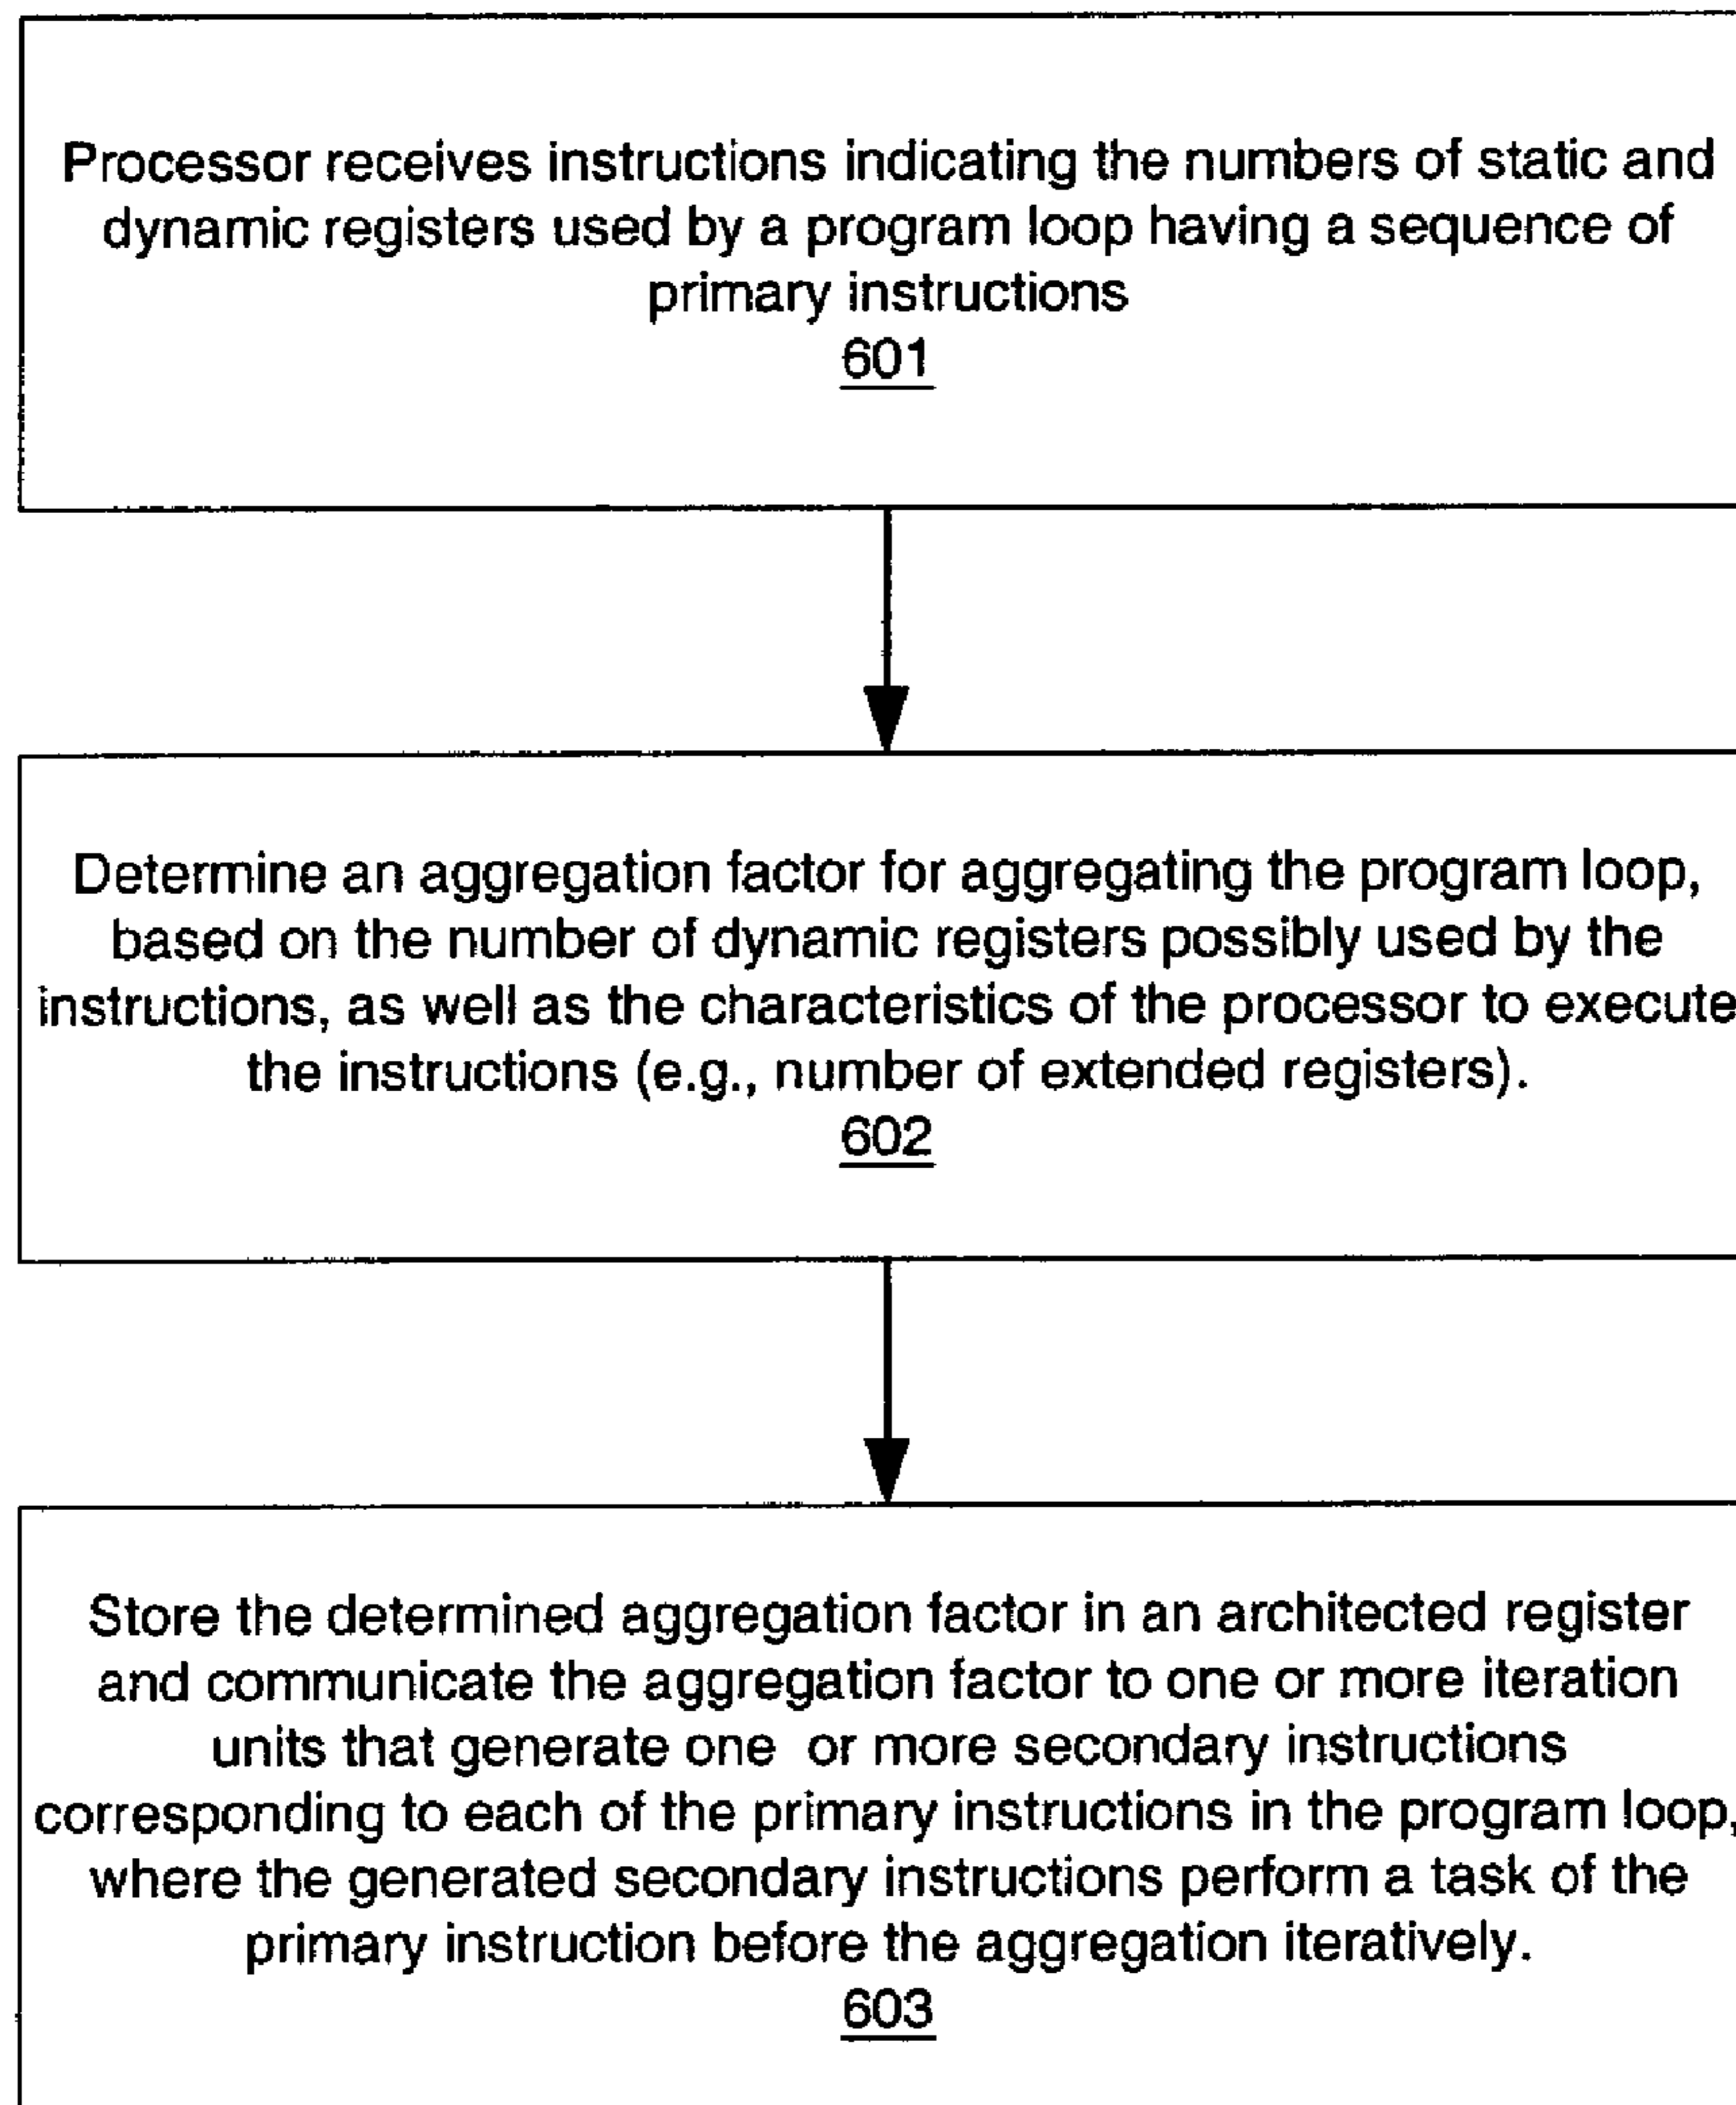 Processor receives instructions indicating the numbers of static and
dynamic registers used by a program loop having a sequence of
primary instructions
601
Determine an aggregation factor for aggregating the program loop,
based on the number of dynamic registers possibly used by the
instructions, as well as the characteristics of the processor to execute
the instructions (e.g., number of extended registers).
602
Store the determined aggregation factor in an architected register
and communicate the aggregation factor to one or more iteration
units that generate one or more secondary instructions
corresponding to each of the primary instructions in the program loop,
where the generated secondary instructions perform a task of the
primary instruction before the aggregation iteratively.
603